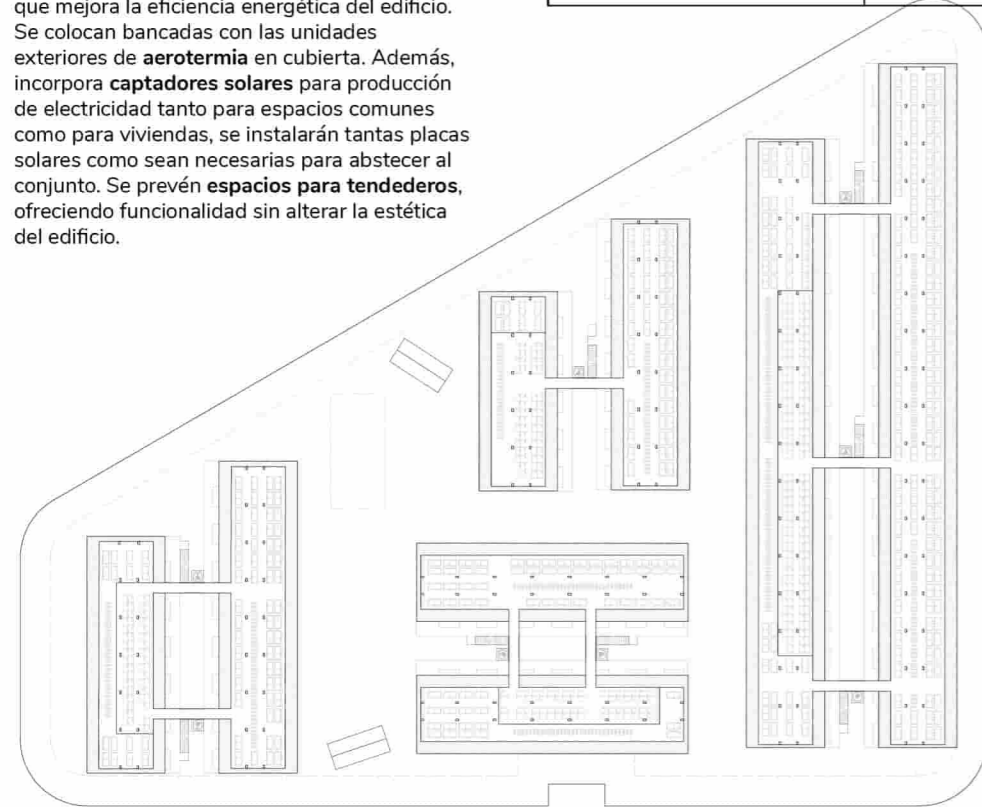 que mejora la eficiencia energética del edificio.
Se colocan bancadas con las unidades
exteriores de aerotermia en cubierta. Además,
incorpora captadores solares para producción
de electricidad tanto para espacios comunes
como para viviendas, se instalarán tantas placas
solares como sean necesarias para abstecer al
conjunto. Se prevén espacios para tendederos,
ofreciendo funcionalidad sin alterar la estética
del edificio.